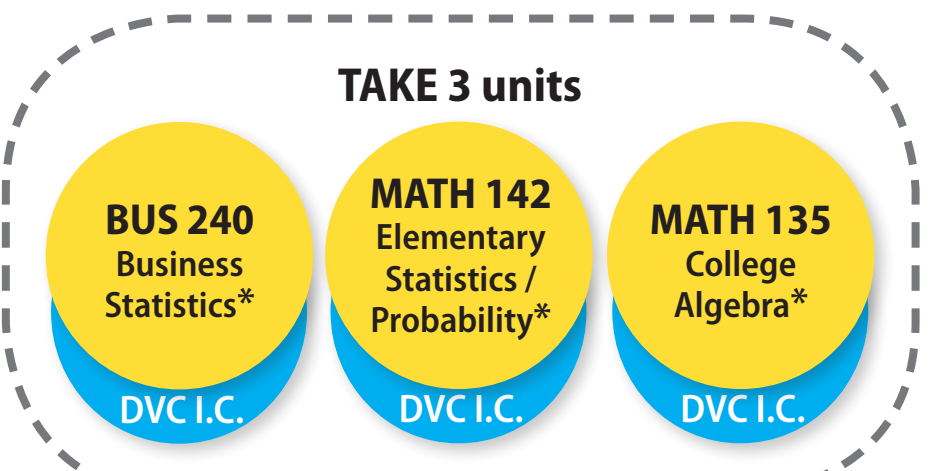 TAKE 3 units
BUS 240
Business
Statistics*
DVC I.C.
MATH 142
Elementary
Statistics /
Probability*
DVC I.C.
MATH 135
College
Algebra*
DVC I.C.